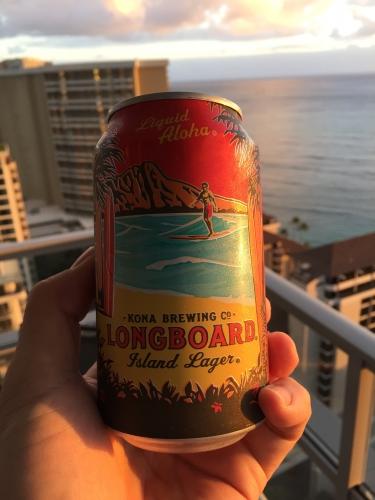 Liquid
Aloha®
· KONA BREWING Co ·
LONGBOARD®
Island Lager®